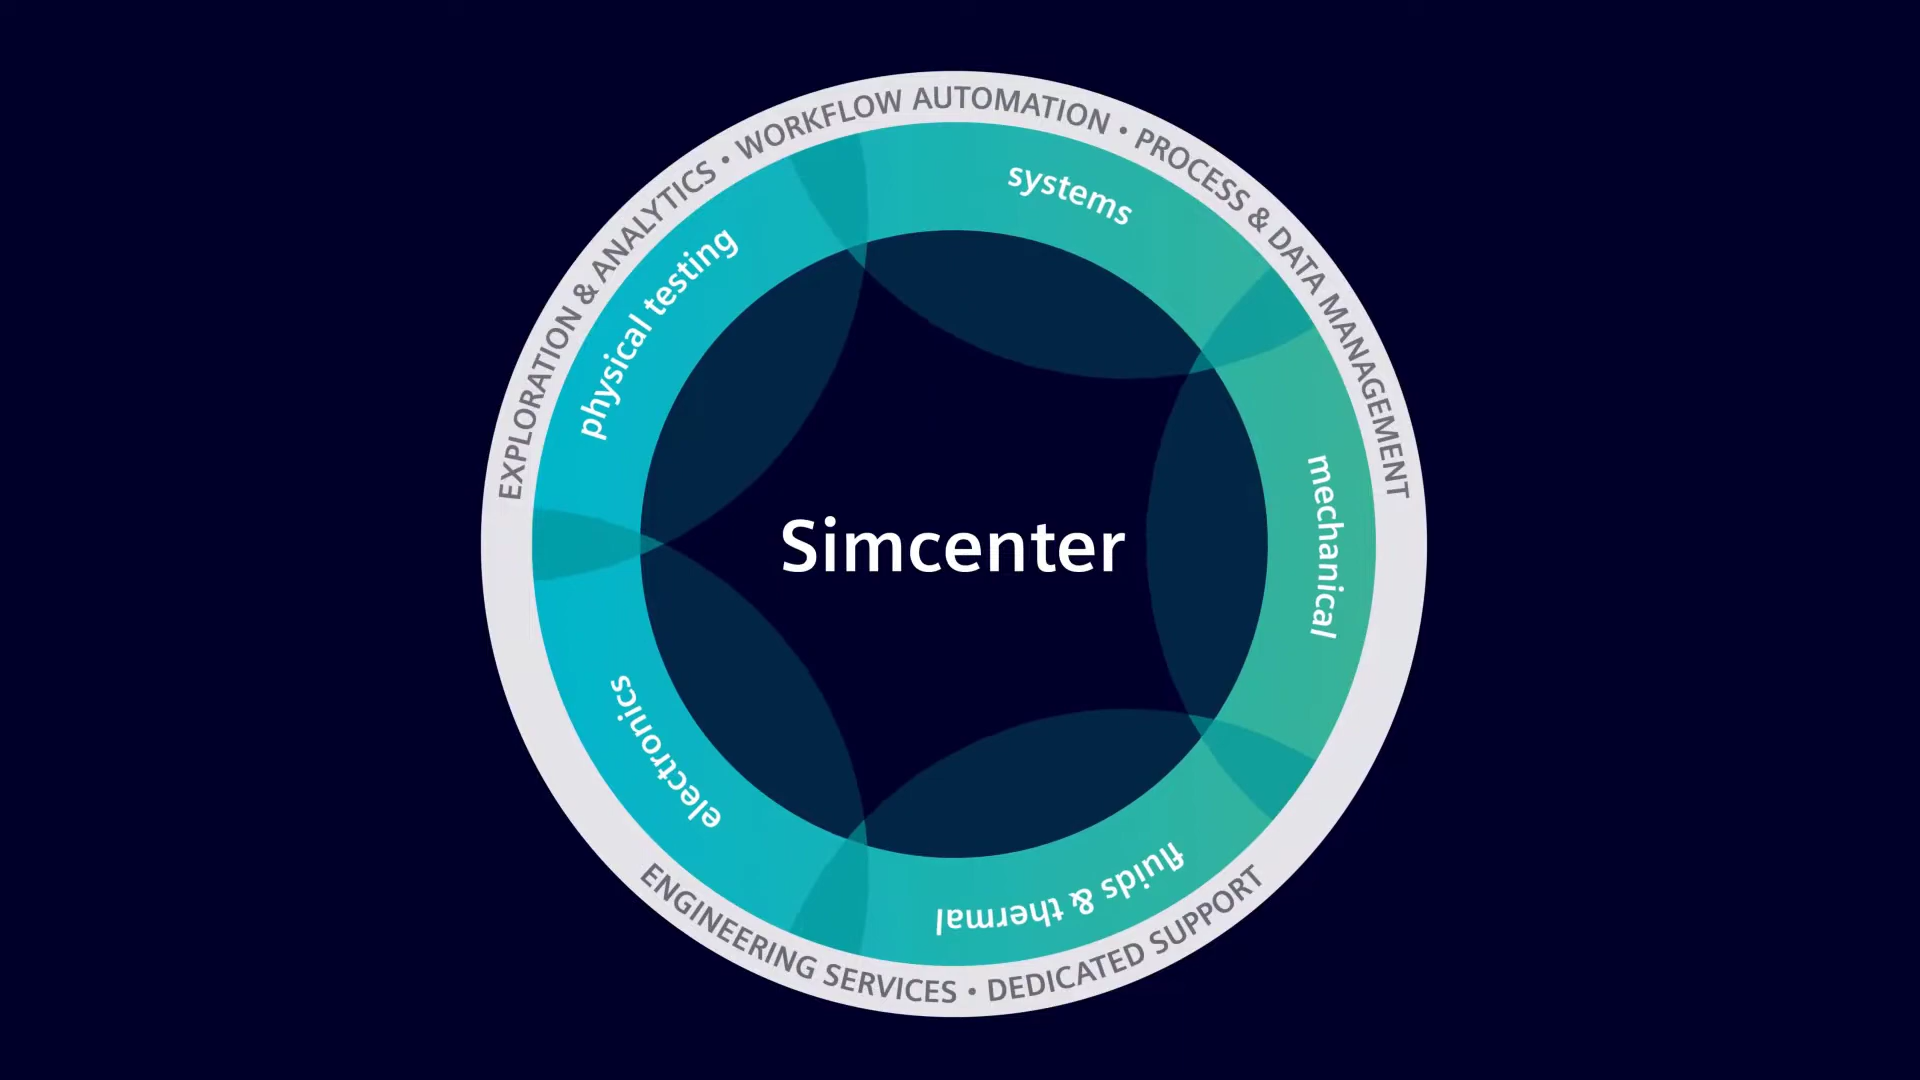 EXPLORATION & ANALYTICS • WORKFLOW AUTOMATION • PROCESS & DATA MANAGEMENT
systems
physical testing
mechanical
Simcenter
electronics
fluids & thermal
ENGINEERING SERVICES • DEDICATED SUPPORT